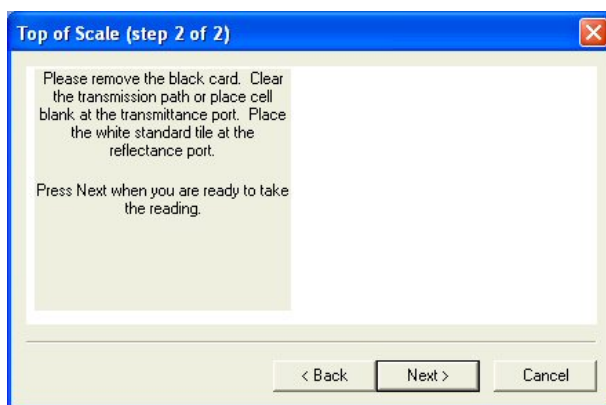 Top of Scale (step 2 of 2)
Please remove the black card. Clear
the transmission path or place cell
blank at the transmittance port. Place
the white standard tile at the
reflectance port.
Press Next when you are ready to take
the reading.
< Back
Next >
Cancel